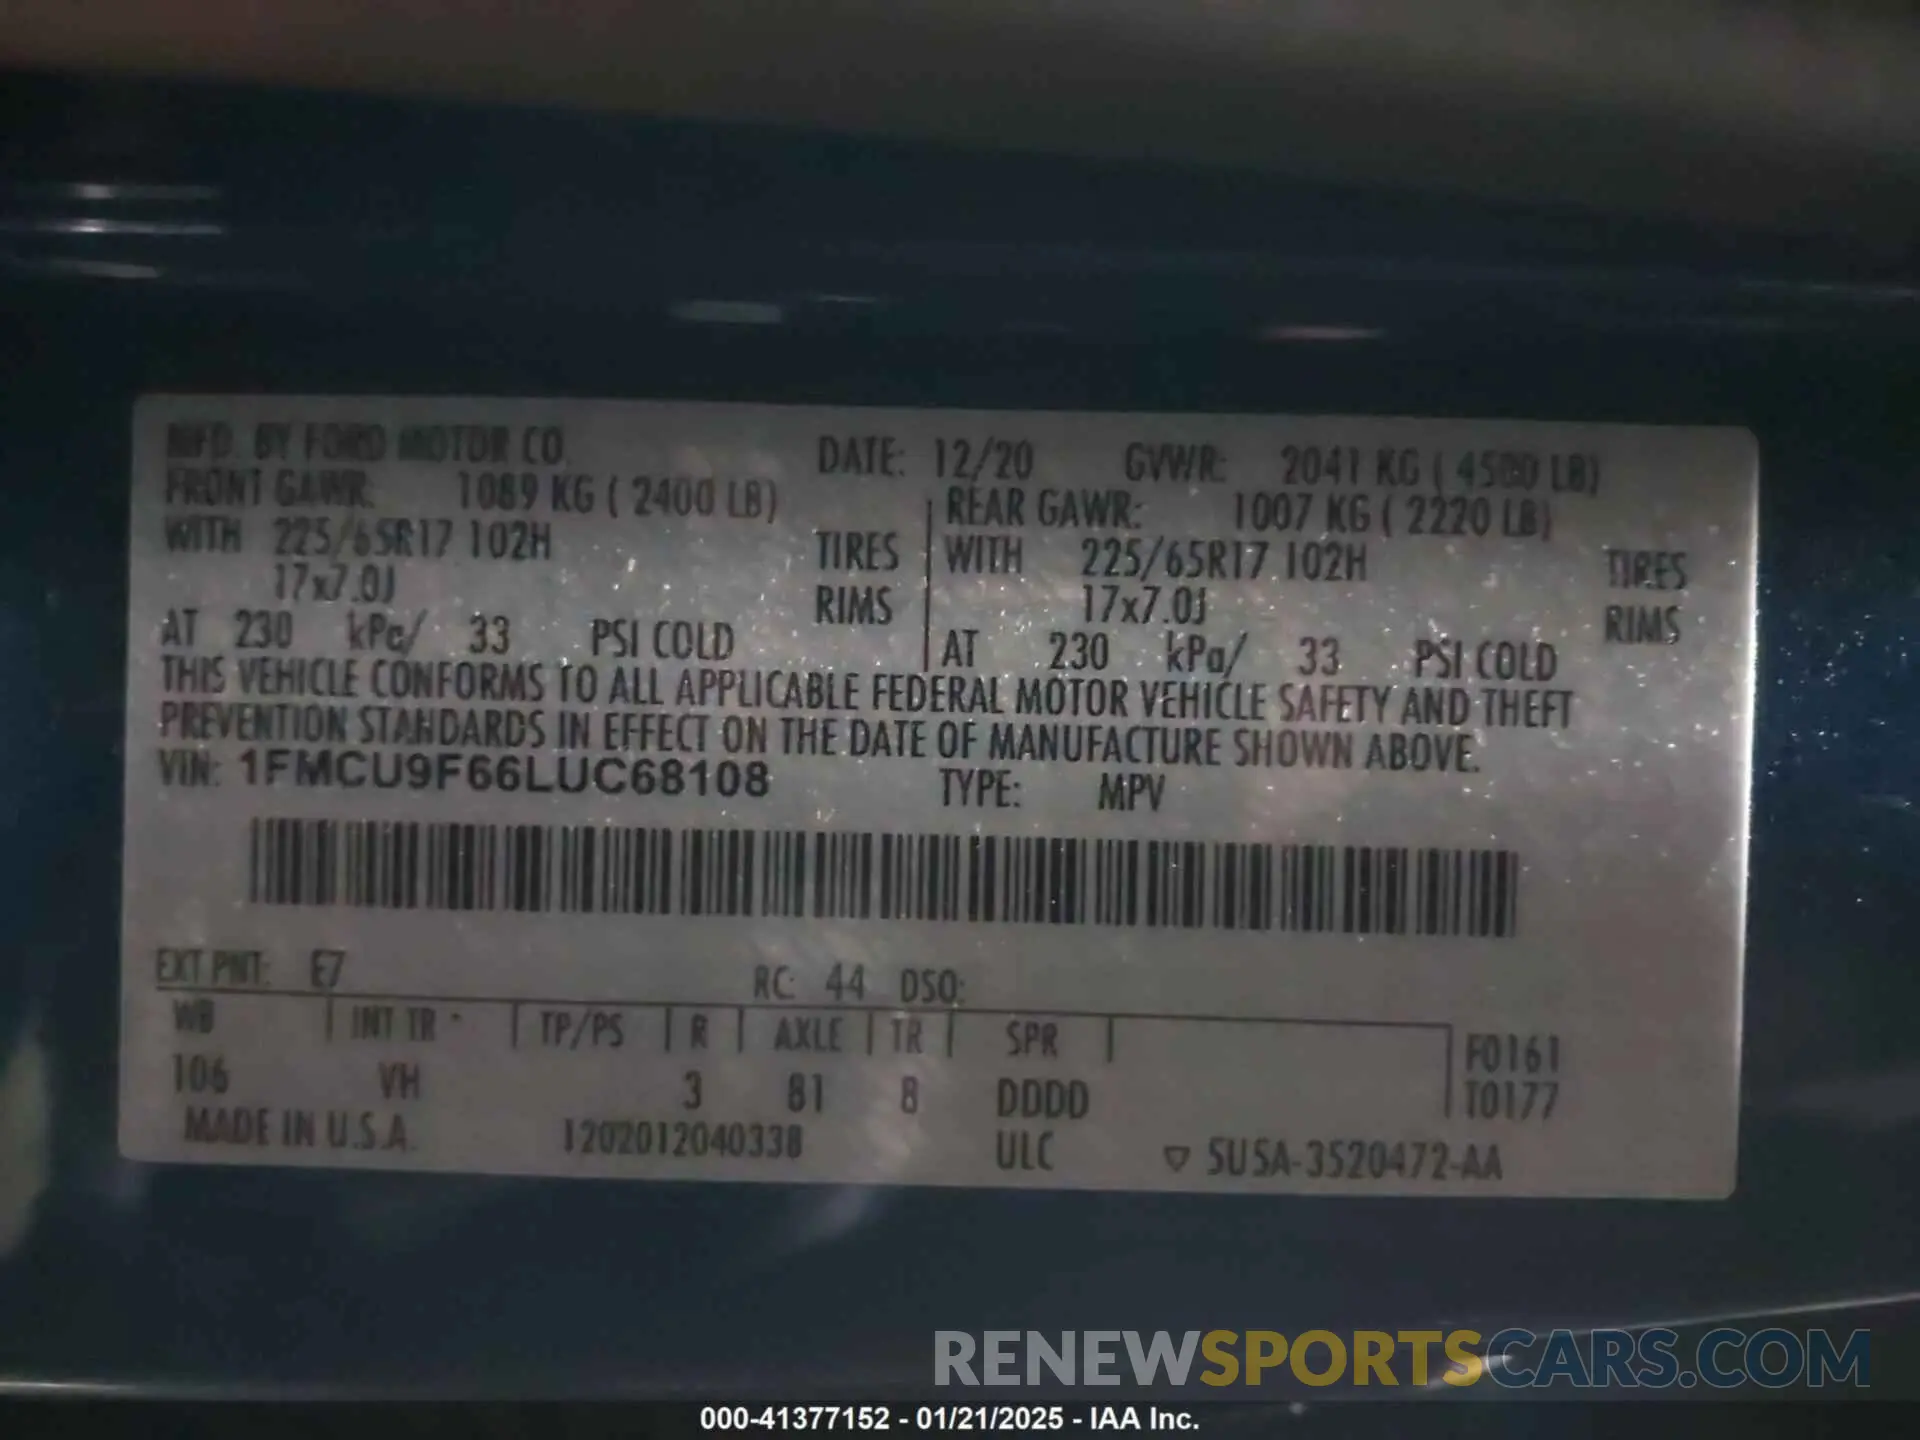 MFD. BY FORD MOTOR CO. DATE: 12/20 GVWR: 2041 KG ( 4500 LB)
FRONT GAWR: 1089 KG ( 2400 LB) REAR GAWR: 1007 KG ( 2220 LB)
WITH 225/65R17 102H TIRES WITH 225/65R17 102H TIRES
17x7.0J RIMS 17x7.0J RIMS
AT 230 kPa/ 33 PSI COLD AT 230 kPa/ 33 PSI COLD
THIS VEHICLE CONFORMS TO ALL APPLICABLE FEDERAL MOTOR VEHICLE SAFETY AND THEFT
PREVENTION STANDARDS IN EFFECT ON THE DATE OF MANUFACTURE SHOWN ABOVE.
VIN: 1FMCU9F66LUC68108 TYPE: MPV
EXT PNT: E7 RC: 44 DSO:
WB INT TR TP/PS R AXLE TR SPR F0161
106 VH 3 81 8 DDDD T0177
MADE IN U.S.A. 1202012040338 ULC ▽ 5U5A-3520472-AA
RENEWSPORTSCARS.COM
000-41377152 - 01/21/2025 - IAA Inc.